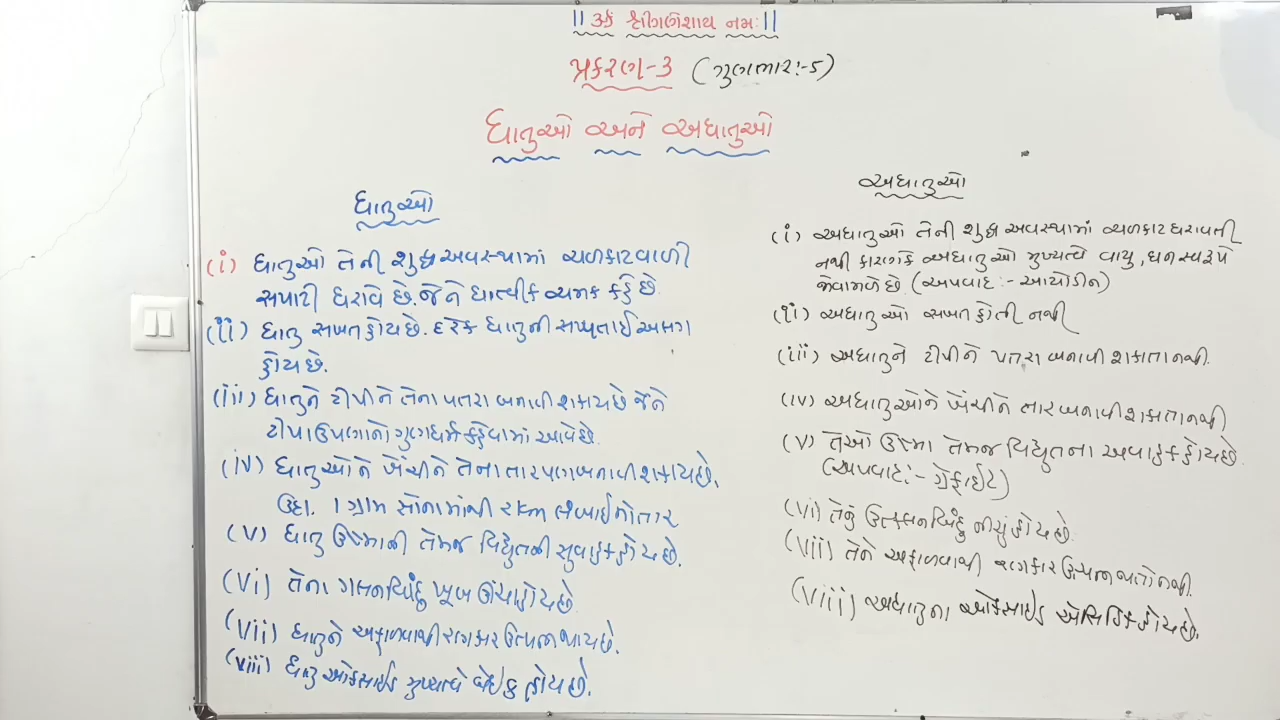 || ૐ શ્રી ગણેશાય નમઃ ||
પ્રકરણ-૩ (ગુણભારઃ-૬)
ધાતુઓ અને અધાતુઓ
ધાતુઓ
(i) ધાતુઓ તેની શુદ્ધ અવસ્થામાં ચળકાટવાળી
સપાટી ધરાવે છે. જેને ધાત્વીક ચમક કહે છે.
(ii) ધાતુ સખત હોય છે. દરેક ધાતુની સખતાઈ અલગ
હોય છે.
(iii) ધાતુને ટીપીને તેના પતરા બનાવી શકાય છે જેને
ટીપાઉપણાનો ગુણધર્મ કહેવામાં આવે છે.
(iv) ધાતુઓને ખેંચીને તેના તાર પણ બનાવી શકાય છે.
ઉદા. 1 ગ્રામ સોનામાંથી ૨km લંબાઈનો તાર
(v) ધાતુ ઉષ્માની તેમજ વિદ્યુતની સુવાહક હોય છે.
(vi) તેના ગલનબિંદુ ખૂબ ઊંચા હોય છે.
(vii) ધાતુને અફાળવાથી રણકાર ઉત્પન્ન થાય છે.
(viii) ધાતુ ઓક્સાઈડ મુખ્યત્વે બેઈઝ હોય છે.
અધાતુઓ
(i) અધાતુઓ તેની શુદ્ધ અવસ્થામાં ચળકાટ ધરાવતી
નથી કારણકે અધાતુઓ મુખ્યત્વે વાયુ, ઘન સ્વરૂપે
જોવામળે છે. (અપવાદ :- આયોડીન)
(ii) અધાતુઓ સખત હોતી નથી
(iii) અધાતુને ટીપીને પતરા બનાવી શકાતા નથી.
(iv) અધાતુઓને ખેંચીને તાર બનાવી શકાતા નથી
(v) તેઓ ઉષ્મા તેમજ વિદ્યુતના અવાહક હોય છે.
(અપવાદ :- ગ્રેફાઈટ)
(vi) તેનું ઉત્કલનબિંદુ નીચું હોય છે.
(vii) તેને અફાળવાથી રણકાર ઉત્પન્ન થતો નથી
(viii) અધાતુના ઓક્સાઈડ એસિડિક હોય છે.